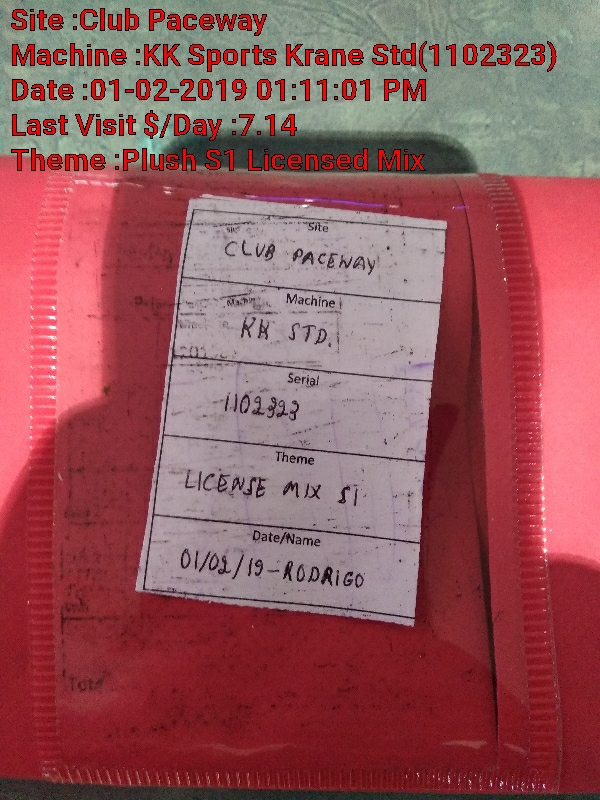 Site :Club Paceway
Machine :KK Sports Krane Std(1102323)
Date :01-02-2019 01:11:01 PM
Last Visit $/Day :7.14
Theme :Plush S1 Licensed Mix
Site
CLUB PACEWAY
Machine
KK STD.
Serial
1102323
Theme
LICENSE MIX S1
Date/Name
01/02/19-RODRIGO